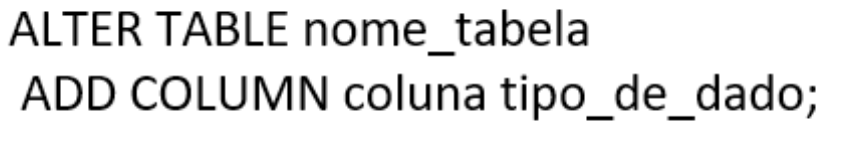 ALTER TABLE nome_tabela
ADD COLUMN coluna tipo_de_dado;